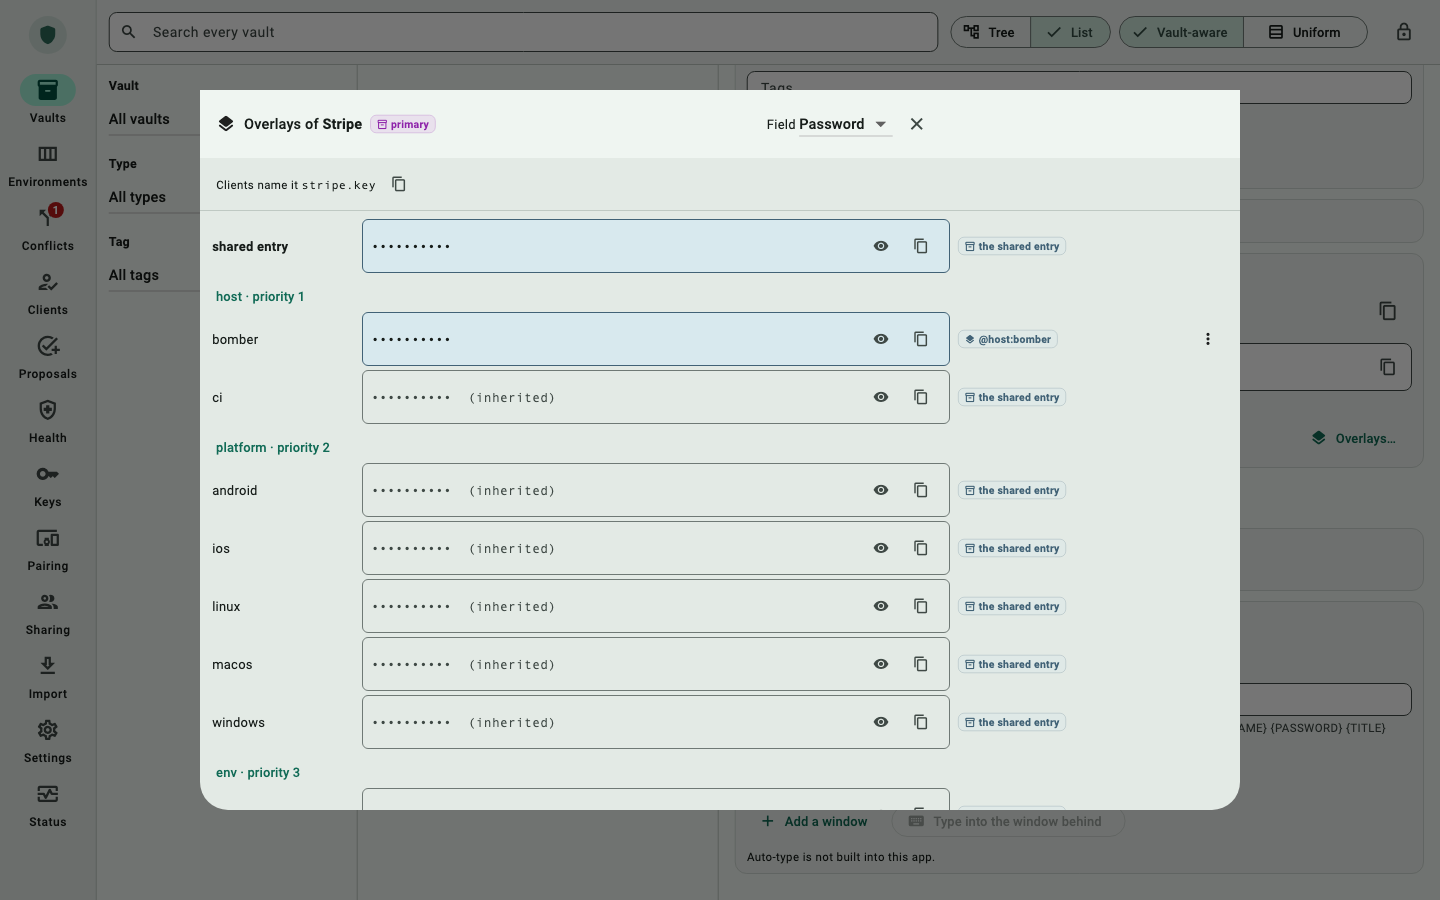 Search every vault
Tree
List
Vault-aware
Uniform
Vaults
Environments
1
Conflicts
Clients
Proposals
Health
Keys
Pairing
Sharing
Import
Settings
Status
Vault
All vaults
Type
All types
Tag
All tags
Tags
Overlays of Stripe
primary
Field Password
Clients name it stripe.key
shared entry
••••••••••
the shared entry
host · priority 1
bomber
••••••••••
@host:bomber
ci
•••••••••• (inherited)
the shared entry
platform · priority 2
android
•••••••••• (inherited)
the shared entry
ios
•••••••••• (inherited)
the shared entry
linux
•••••••••• (inherited)
the shared entry
macos
•••••••••• (inherited)
the shared entry
windows
•••••••••• (inherited)
the shared entry
env · priority 3
Overlays...
{PASSWORD} {TITLE}
Add a window
Type into the window behind
Auto-type is not built into this app.